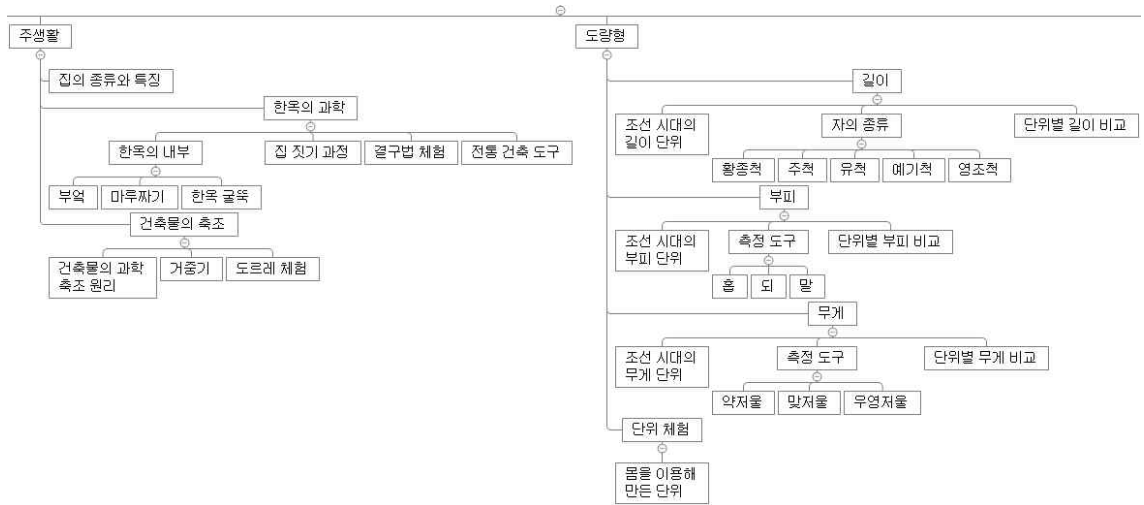 주생활
집의 종류와 특징
한옥의 과학
한옥의 내부
집 짓기 과정
결구법 체험
전통 건축 도구
부엌
마루짜기
한옥 굴뚝
건축물의 축조
건축물의 과학
축조 원리
거중기
도르레 체험
도량형
길이
조선 시대의
길이 단위
자의 종류
단위별 길이 비교
황종척
주척
유척
예기척
영조척
부피
조선 시대의
부피 단위
측정 도구
단위별 부피 비교
홉
되
말
무게
조선 시대의
무게 단위
측정 도구
단위별 무게 비교
약저울
맞저울
우영저울
단위 체험
몸을 이용해
만든 단위